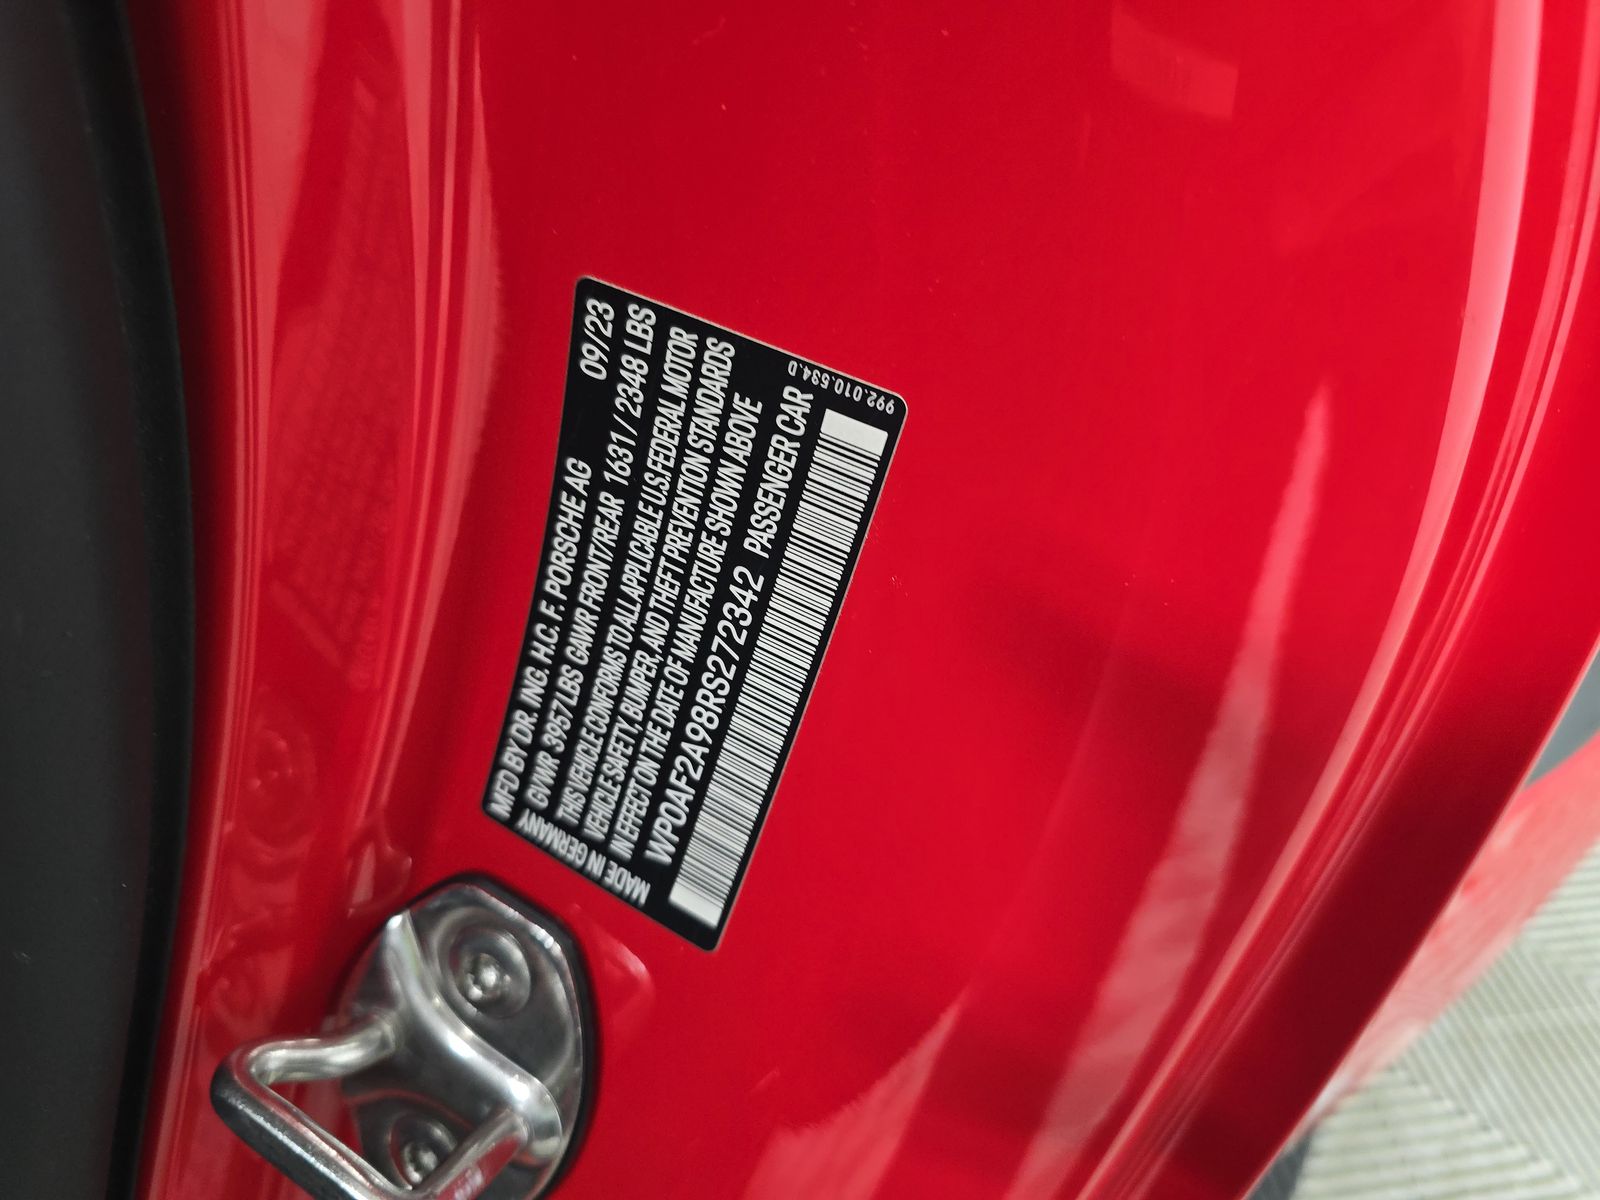 MFD BY DR. ING. H.C. F. PORSCHE AG 09/23
GVWR 3957 LBS GAWR FRONT/REAR 1631/2348 LBS
THIS VEHICLE CONFORMS TO ALL APPLICABLE U.S. FEDERAL MOTOR
VEHICLE SAFETY, BUMPER, AND THEFT PREVENTION STANDARDS
IN EFFECT ON THE DATE OF MANUFACTURE SHOWN ABOVE
WP0AF2A98RS272342 PASSENGER CAR
MADE IN GERMANY
992.010.534.D